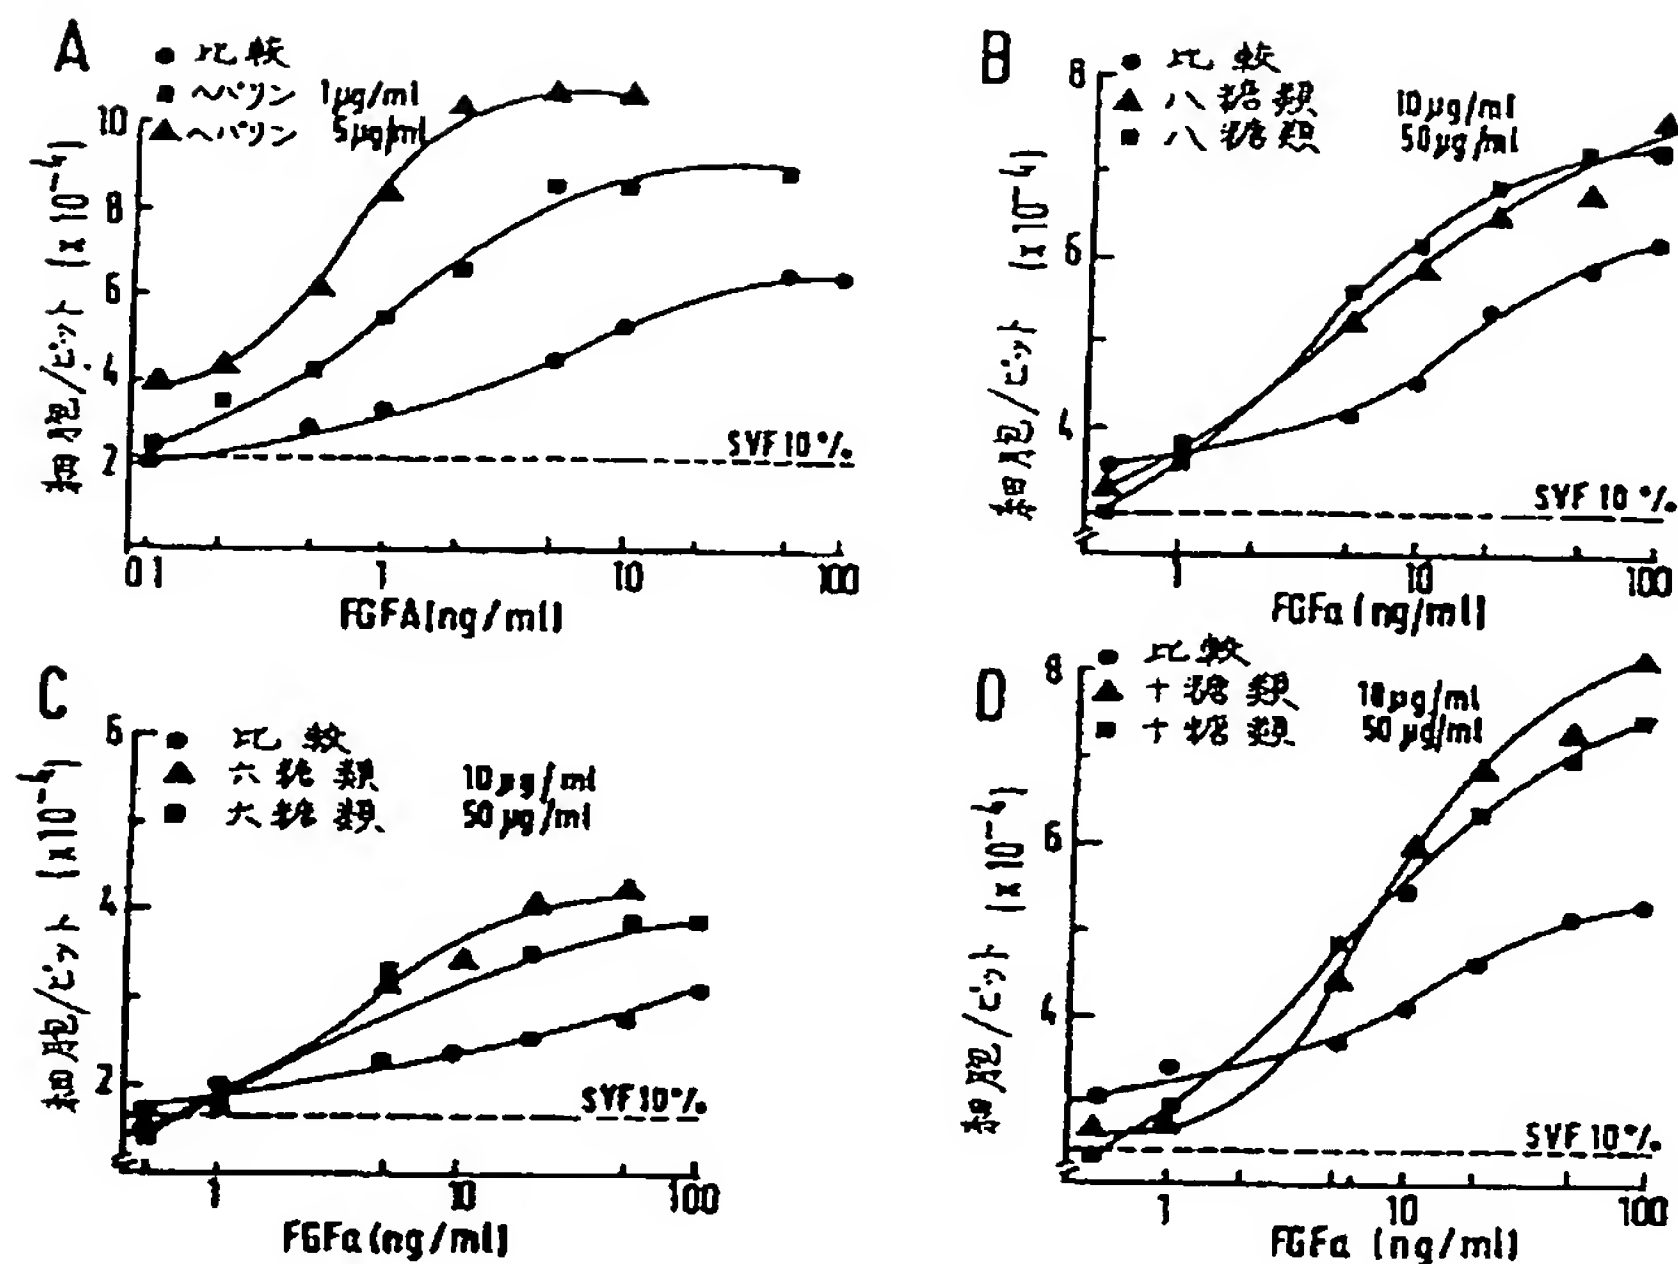 A
● 比較
■ ヘパリン 1μg/ml
▲ ヘパリン 5μg/ml
細胞/ピット (x10⁻⁴)
10
8
6
4
2
SVF 10%
0.1 1 10 100
FGFA(ng/ml)
B
● 比較
▲ 八糖類 10μg/ml
■ 八糖類 50μg/ml
細胞/ピット (x10⁻⁴)
8
6
4
SVF 10%
1 10 100
FGFa (ng/ml)
C
● 比較
▲ 六糖類 10μg/ml
■ 六糖類 50μg/ml
細胞/ピット (x10⁻⁴)
6
4
2
SVF 10%
1 10 100
FGFa (ng/ml)
D
● 比較
▲ 十糖類 10μg/ml
■ 十糖類 50μg/ml
細胞/ピット (x10⁻⁴)
8
6
4
SVF 10%
1 10 100
FGFa (ng/ml)